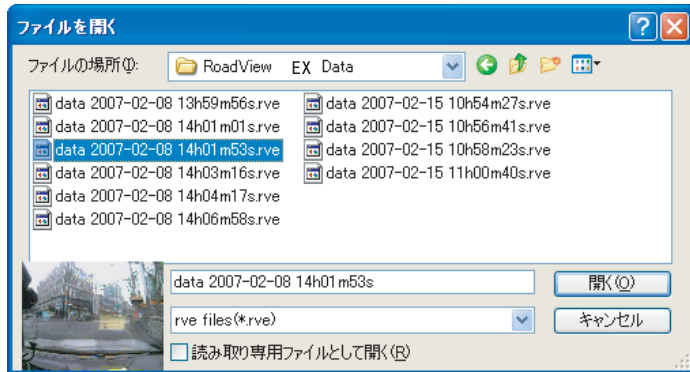 ファイルを開く
ファイルの場所(I):
RoadView EX Data
data 2007-02-08 13h59m56s.rve
data 2007-02-08 14h01m01s.rve
data 2007-02-08 14h01m53s.rve
data 2007-02-08 14h03m16s.rve
data 2007-02-08 14h04m17s.rve
data 2007-02-08 14h06m58s.rve
data 2007-02-15 10h54m27s.rve
data 2007-02-15 10h56m41s.rve
data 2007-02-15 10h58m23s.rve
data 2007-02-15 11h00m40s.rve
data 2007-02-08 14h01m53s
開く(O)
rve files(*.rve)
キャンセル
読み取り専用ファイルとして開く(R)